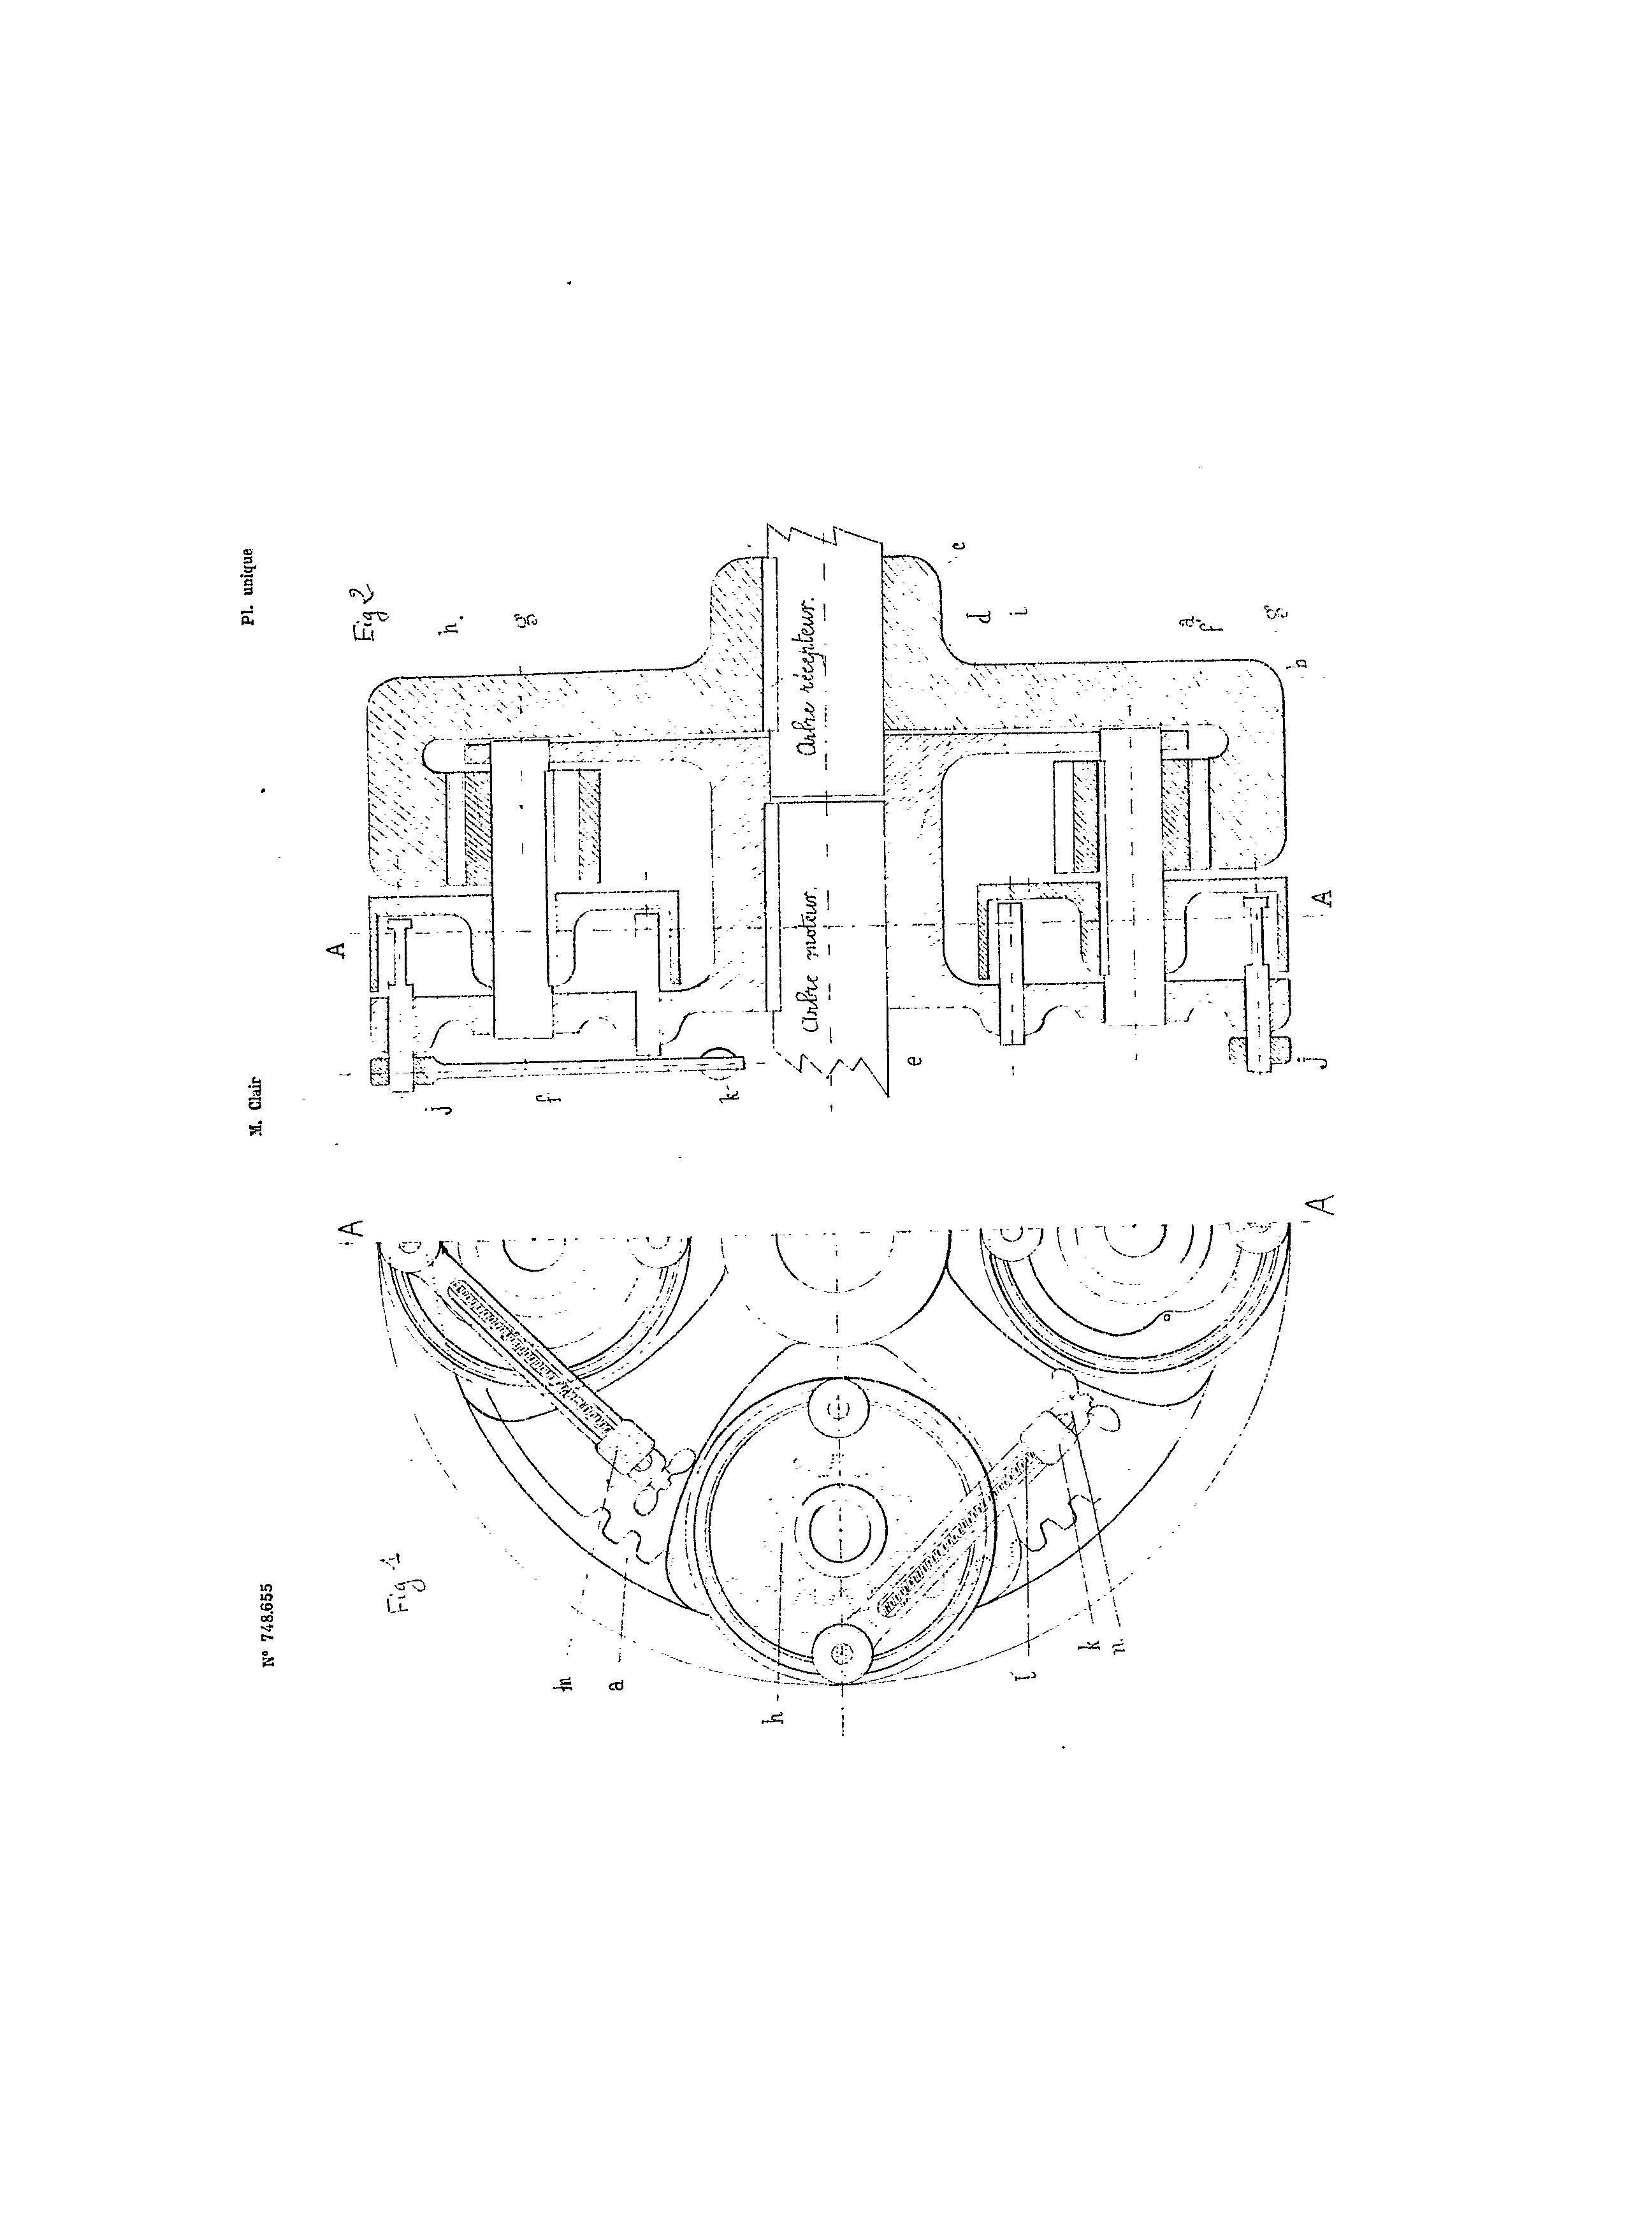 N° 748.655
M. Clair
Pl. unique
Fig 1
A
A
m
a
h
l
k
n
Fig 2
h.
g
A
j
f
k
Arbre moteur.
Arbre récepteur.
e
c
d
i
a
f
g
b
A
j